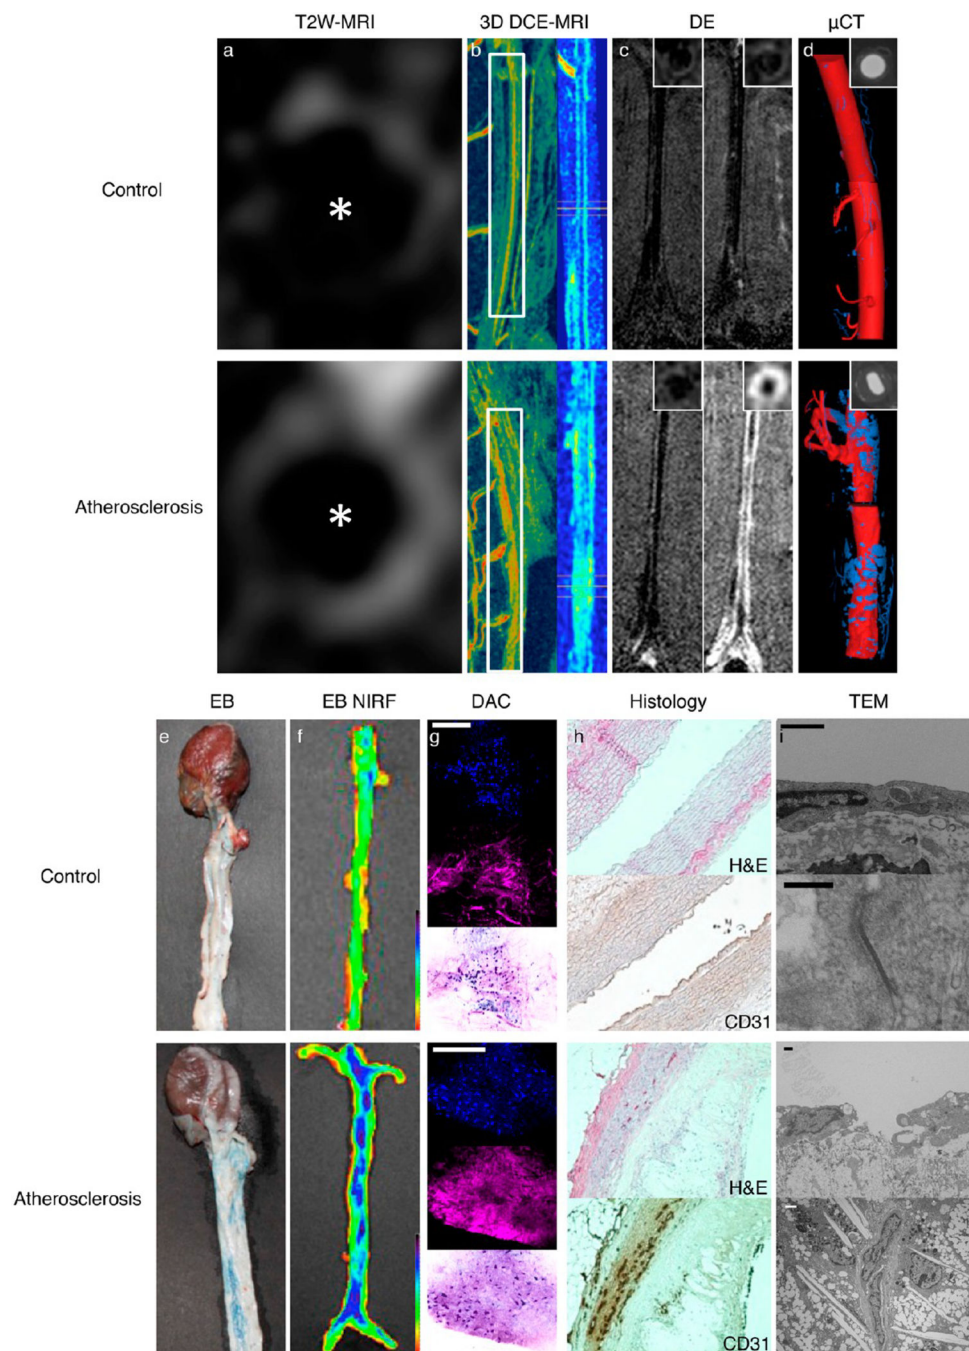 T2W-MRI 3D DCE-MRI DE μCT
a b c d
Control
*
Atherosclerosis
*
EB EB NIRF DAC Histology TEM
e f g h i
Control
H&E
CD31
Atherosclerosis
H&E
CD31